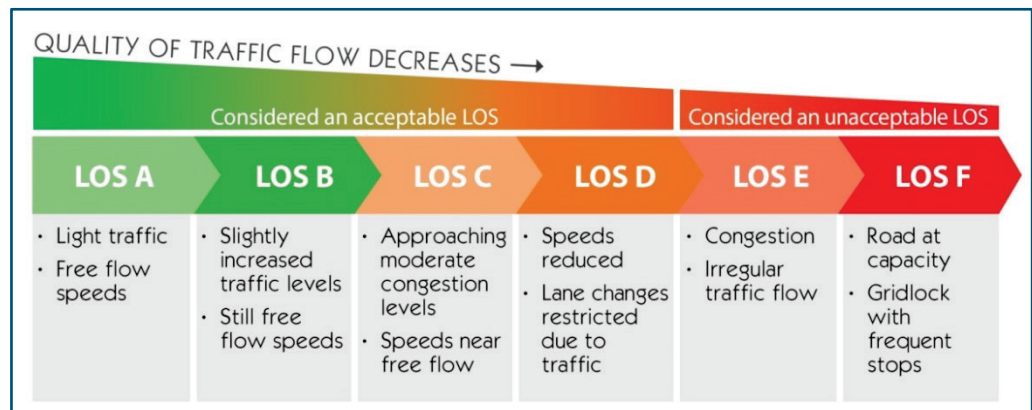 QUALITY OF TRAFFIC FLOW DECREASES →
Considered an acceptable LOS
Considered an unacceptable LOS
LOS A
LOS B
LOS C
LOS D
LOS E
LOS F
· Light traffic
· Free flow
speeds
· Slightly
increased
traffic levels
· Still free
flow speeds
· Approaching
moderate
congestion
levels
· Speeds near
free flow
· Speeds
reduced
· Lane changes
restricted
due to
traffic
· Congestion
· Irregular
traffic flow
· Road at
capacity
· Gridlock
with
frequent
stops